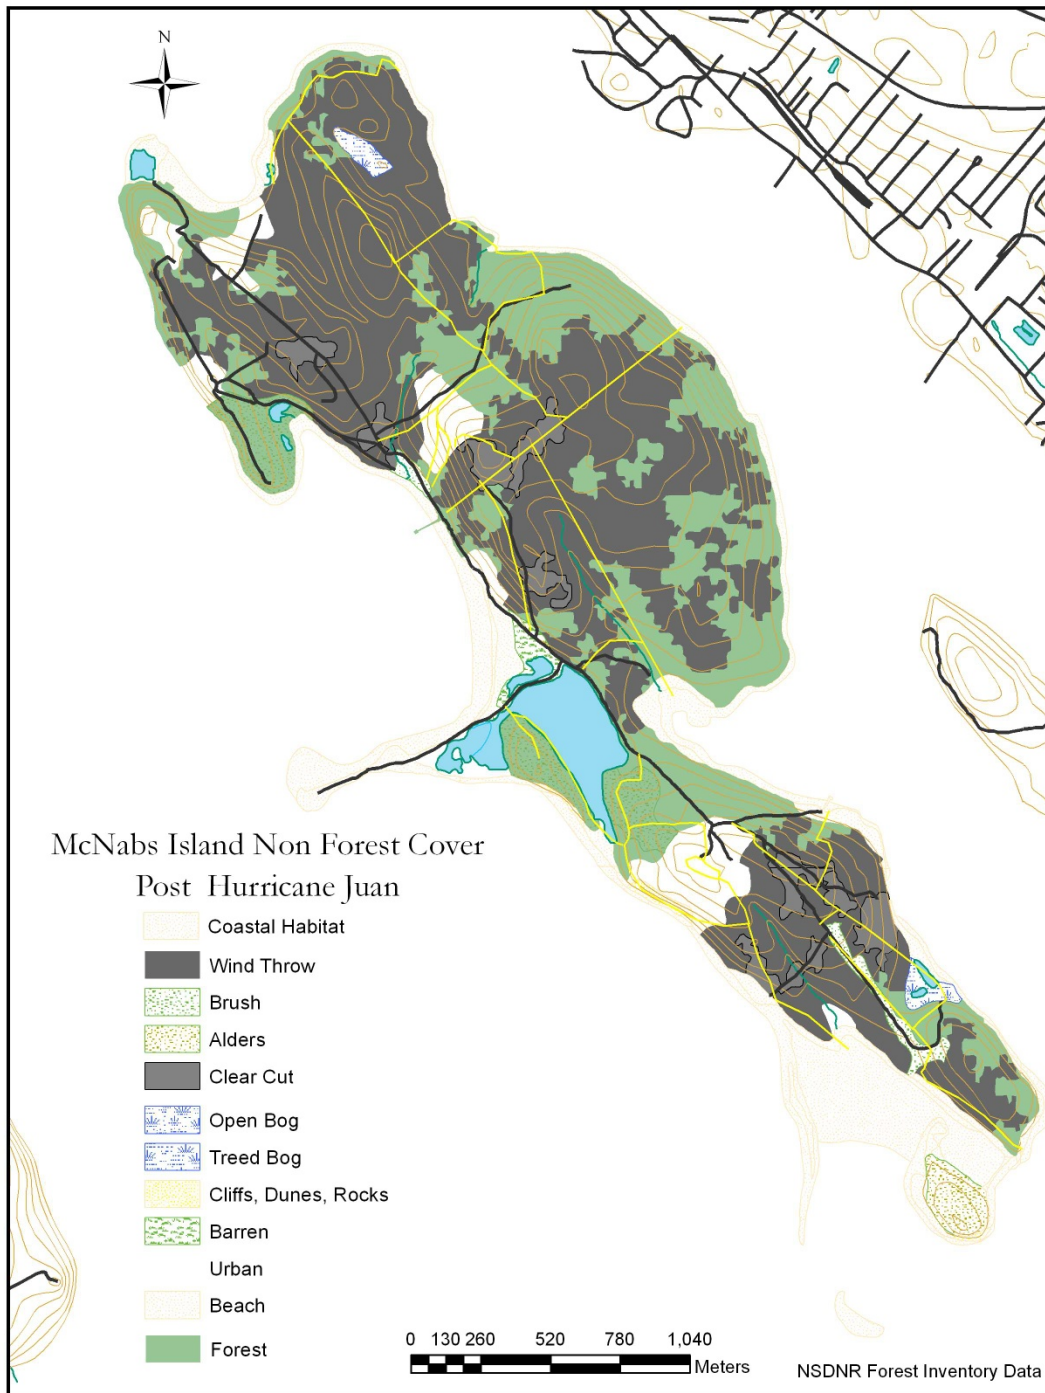 N
McNabs Island Non Forest Cover
Post Hurricane Juan
Coastal Habitat
Wind Throw
Brush
Alders
Clear Cut
Open Bog
Treed Bog
Cliffs, Dunes, Rocks
Barren
Urban
Beach
Forest
0 130 260 520 780 1,040
Meters
NSDNR Forest Inventory Data